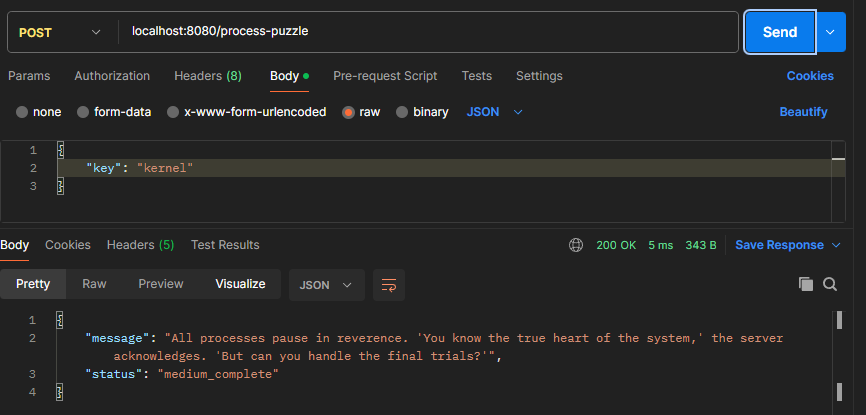 POST localhost:8080/process-puzzle Send
Params Authorization Headers (8) Body Pre-request Script Tests Settings Cookies
none form-data x-www-form-urlencoded raw binary JSON Beautify
1 {
2 "key": "kernel"
3 }
Body Cookies Headers (5) Test Results 200 OK 5 ms 343 B Save Response
Pretty Raw Preview Visualize JSON
1 {
2 "message": "All processes pause in reverence. 'You know the true heart of the system,' the server
acknowledges. 'But can you handle the final trials?'",
3 "status": "medium_complete"
4 }